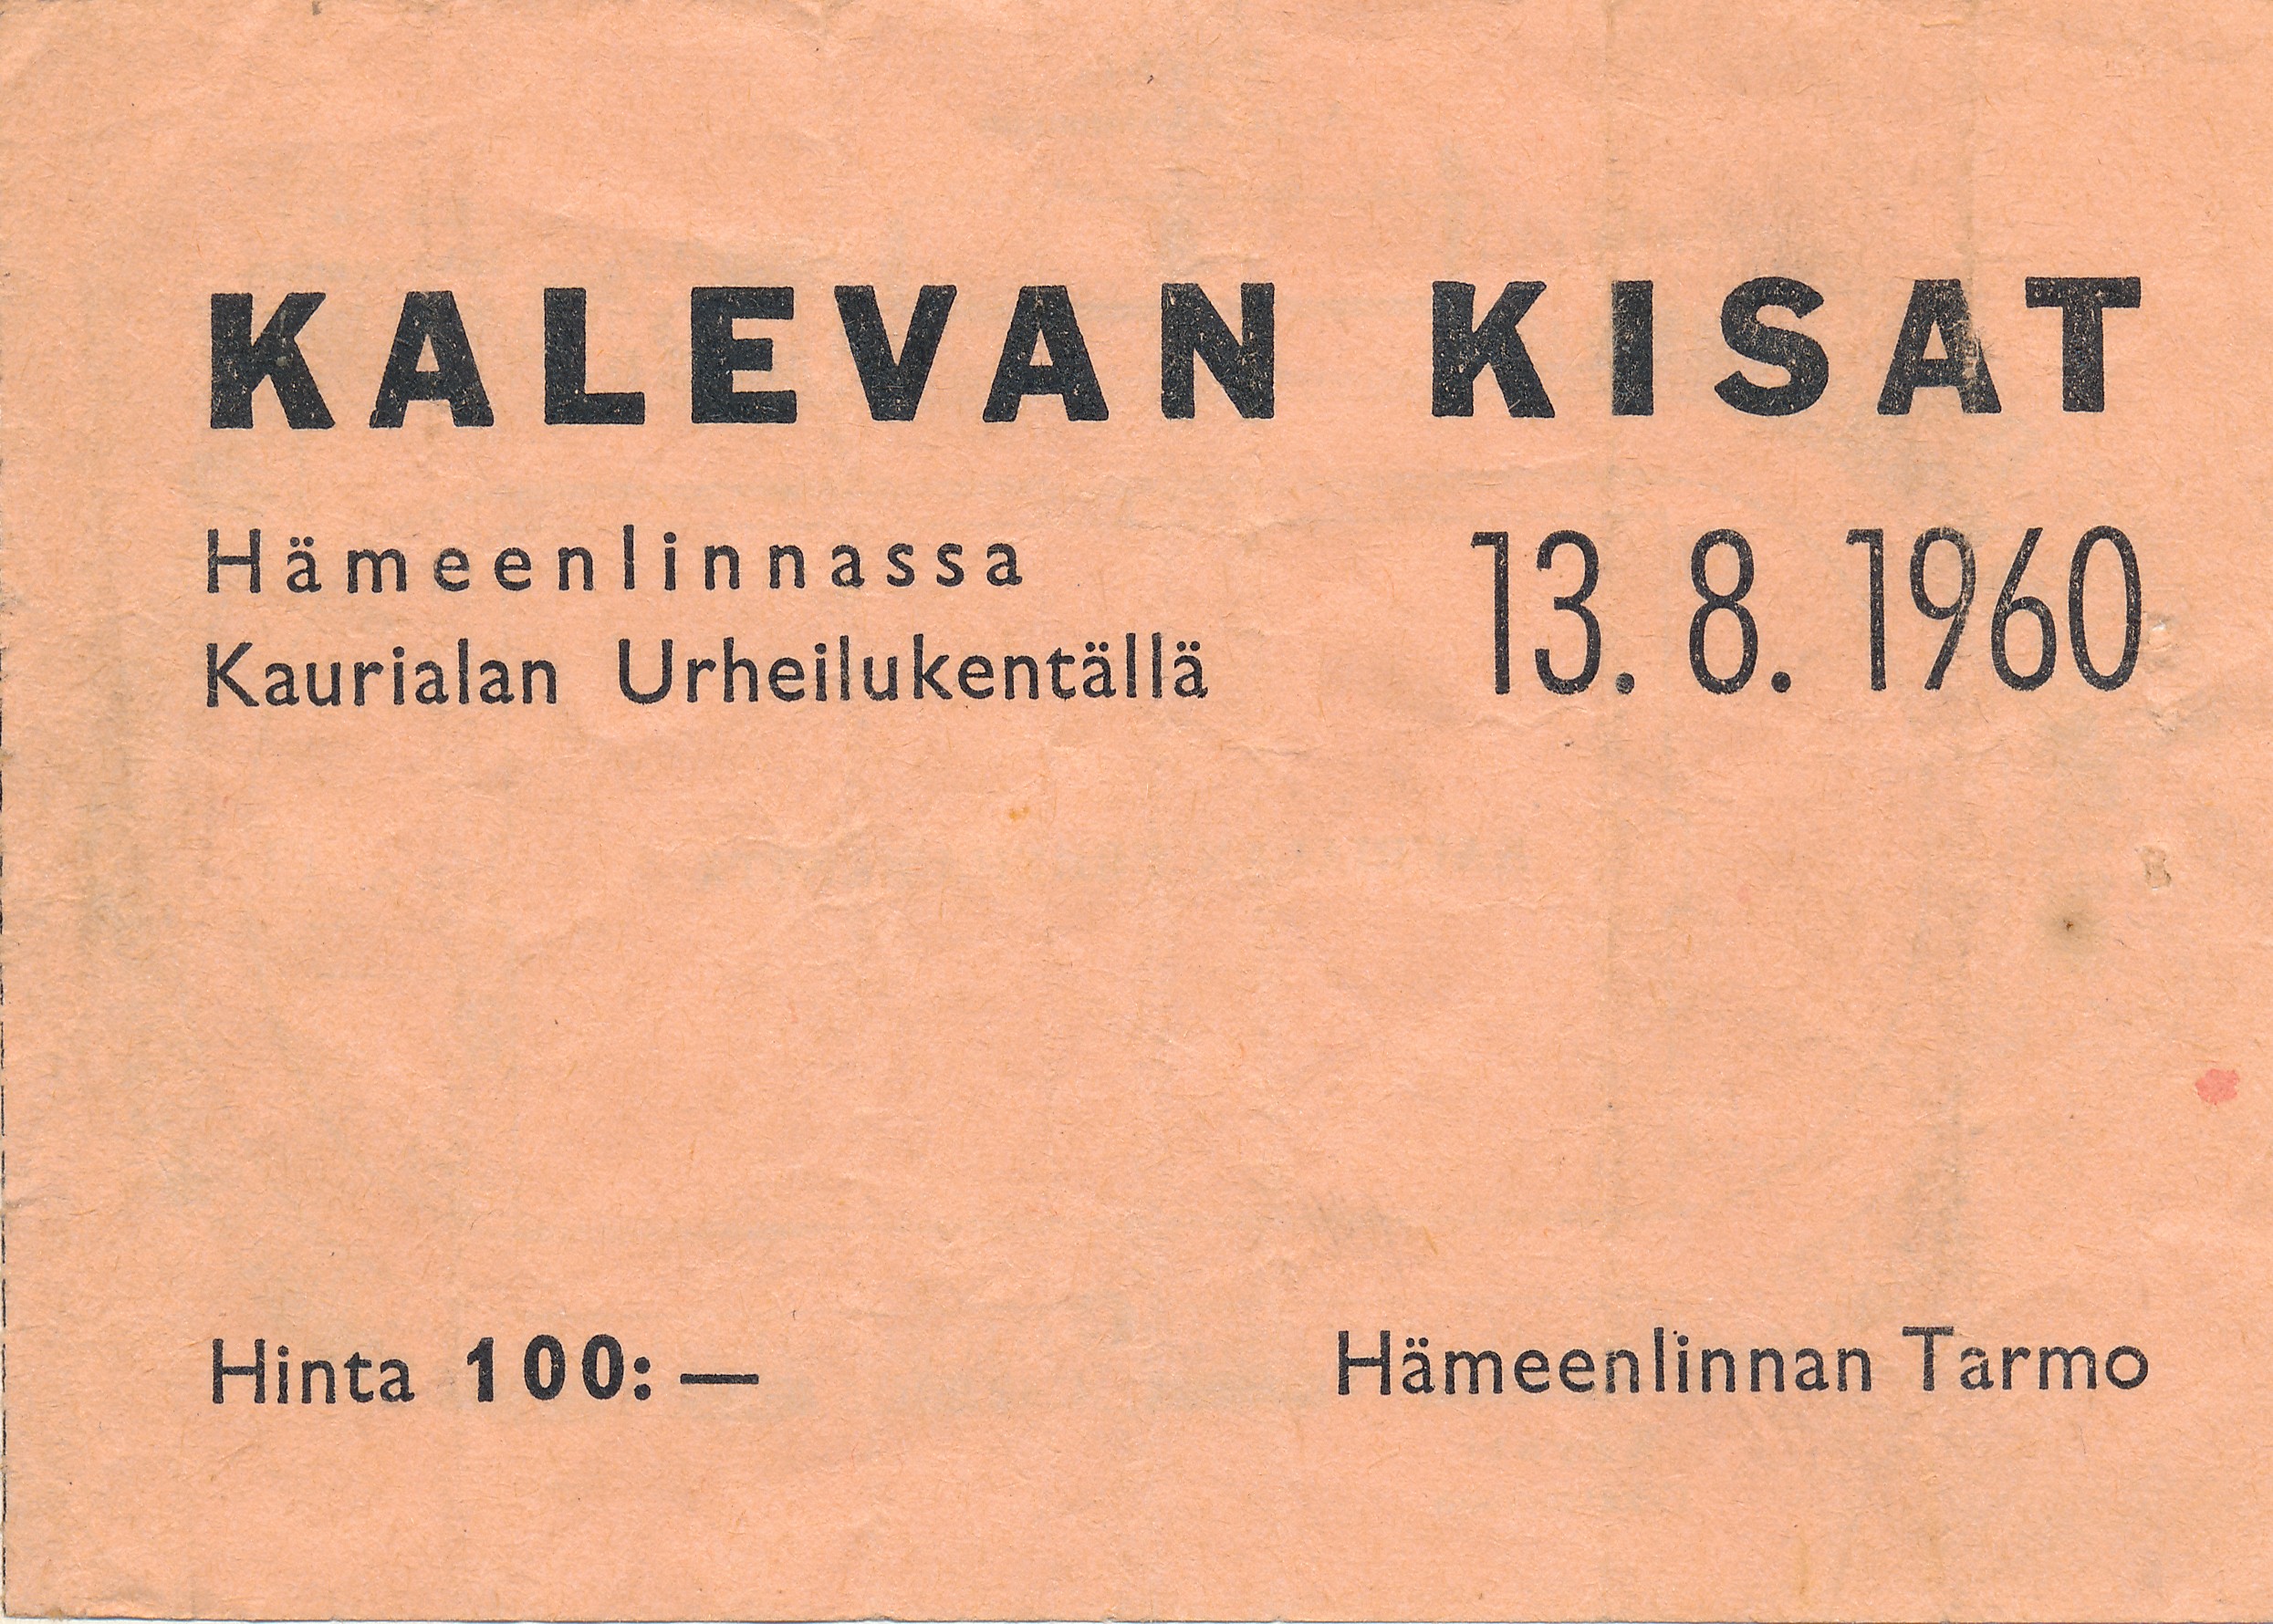 KALEVAN KISAT
Hämeenlinnassa
Kaurialan Urheilukentällä
13. 8. 1960
Hinta 100: —
Hämeenlinnan Tarmo